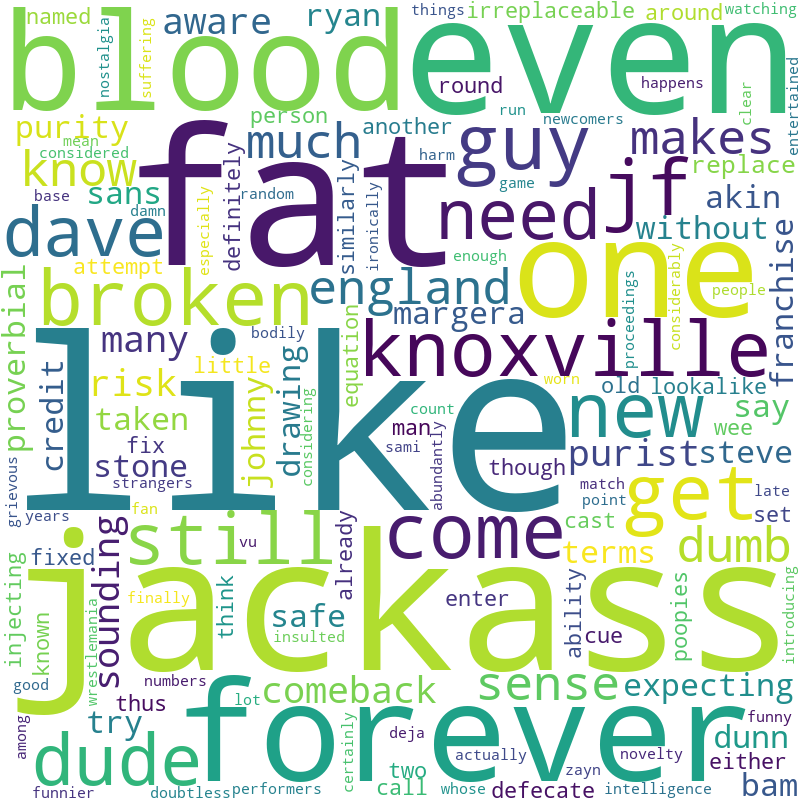 blood
even
named
nostalgia
suffering
aware
ryan
things
irreplaceable
around
watching
round
happens
clear
entertained
purity
person
another
run
newcomers
much
guy
makes
mean
considered
know
fat
harm
game
jf
replace
base
sans
definitely
similarly
ironically
need
akin
damn
random
especially
without
dave
one
franchise
attempt
enough
people
considerably
proceedings
broken
england
margera
proverbial
many
bodily
equation
knoxville
like
little
risk
credit
johnny
drawing
considering
worn
old
lookalike
taken
count
new
say
wee
man
fix
stone
sami
abundantly
though
purist
steve
strangers
grievous
years
fan
match
point
late
get
cast
set
still
come
vu
already
sounding
fixed
terms
dumb
injecting
known
jackass
finally
think
safe
insulted
enter
ability
cue
poopies
introducing
wrestlemania
good
numbers
comeback
sense
expecting
among
thus
lot
forever
try
deja
funny
novelty
dunn
dude
certainly
two
actually
either
zayn
funnier
doubtless
performers
call
whose
defecate
intelligence
bam